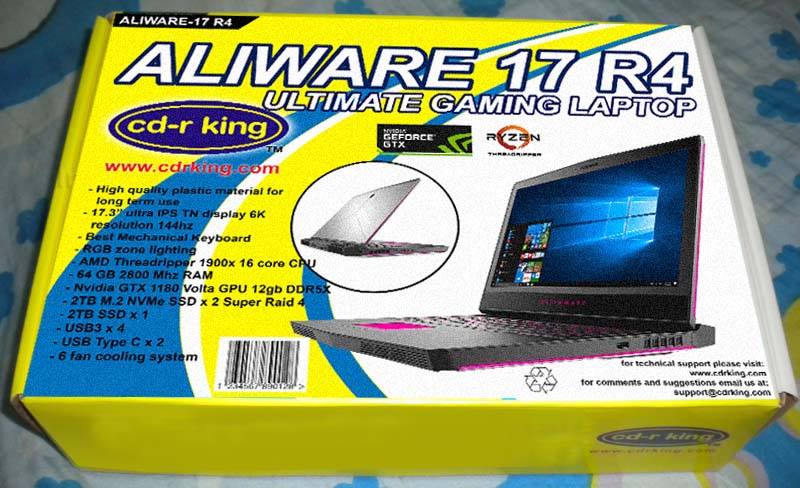 ALIWARE-17 R4
ALIWARE 17 R4
ULTIMATE GAMING LAPTOP
cd-r king
TM
www.cdrking.com
NVIDIA
GEFORCE
GTX
RYZEN
THREADRIPPER
- High quality plastic material for
long term use
- 17.3" ultra IPS TN display 6K
resolution 144hz
- Best Mechanical Keyboard
- RGB zone lighting
- AMD Threadripper 1900x 16 core CPU
- 64 GB 2800 Mhz RAM
- Nvidia GTX 1180 Volta GPU 12gb DDR5X
- 2TB M.2 NVMe SSD x 2 Super Raid 4
- 2TB SSD x 1
- USB3 x 4
- USB Type C x 2
- 6 fan cooling system
1 234567 890128 >
for technical support please visit:
www.cdrking.com
for comments and suggestions email us at:
support@cdrking.com
cd-r king
TM